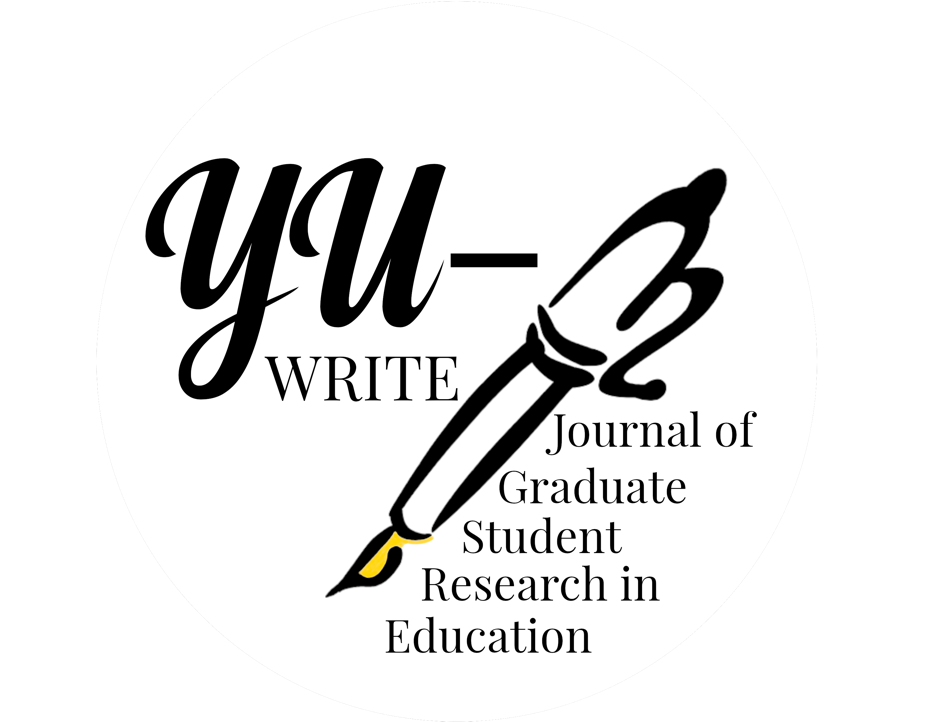 yu-
WRITE
Journal of
Graduate
Student
Research in
Education